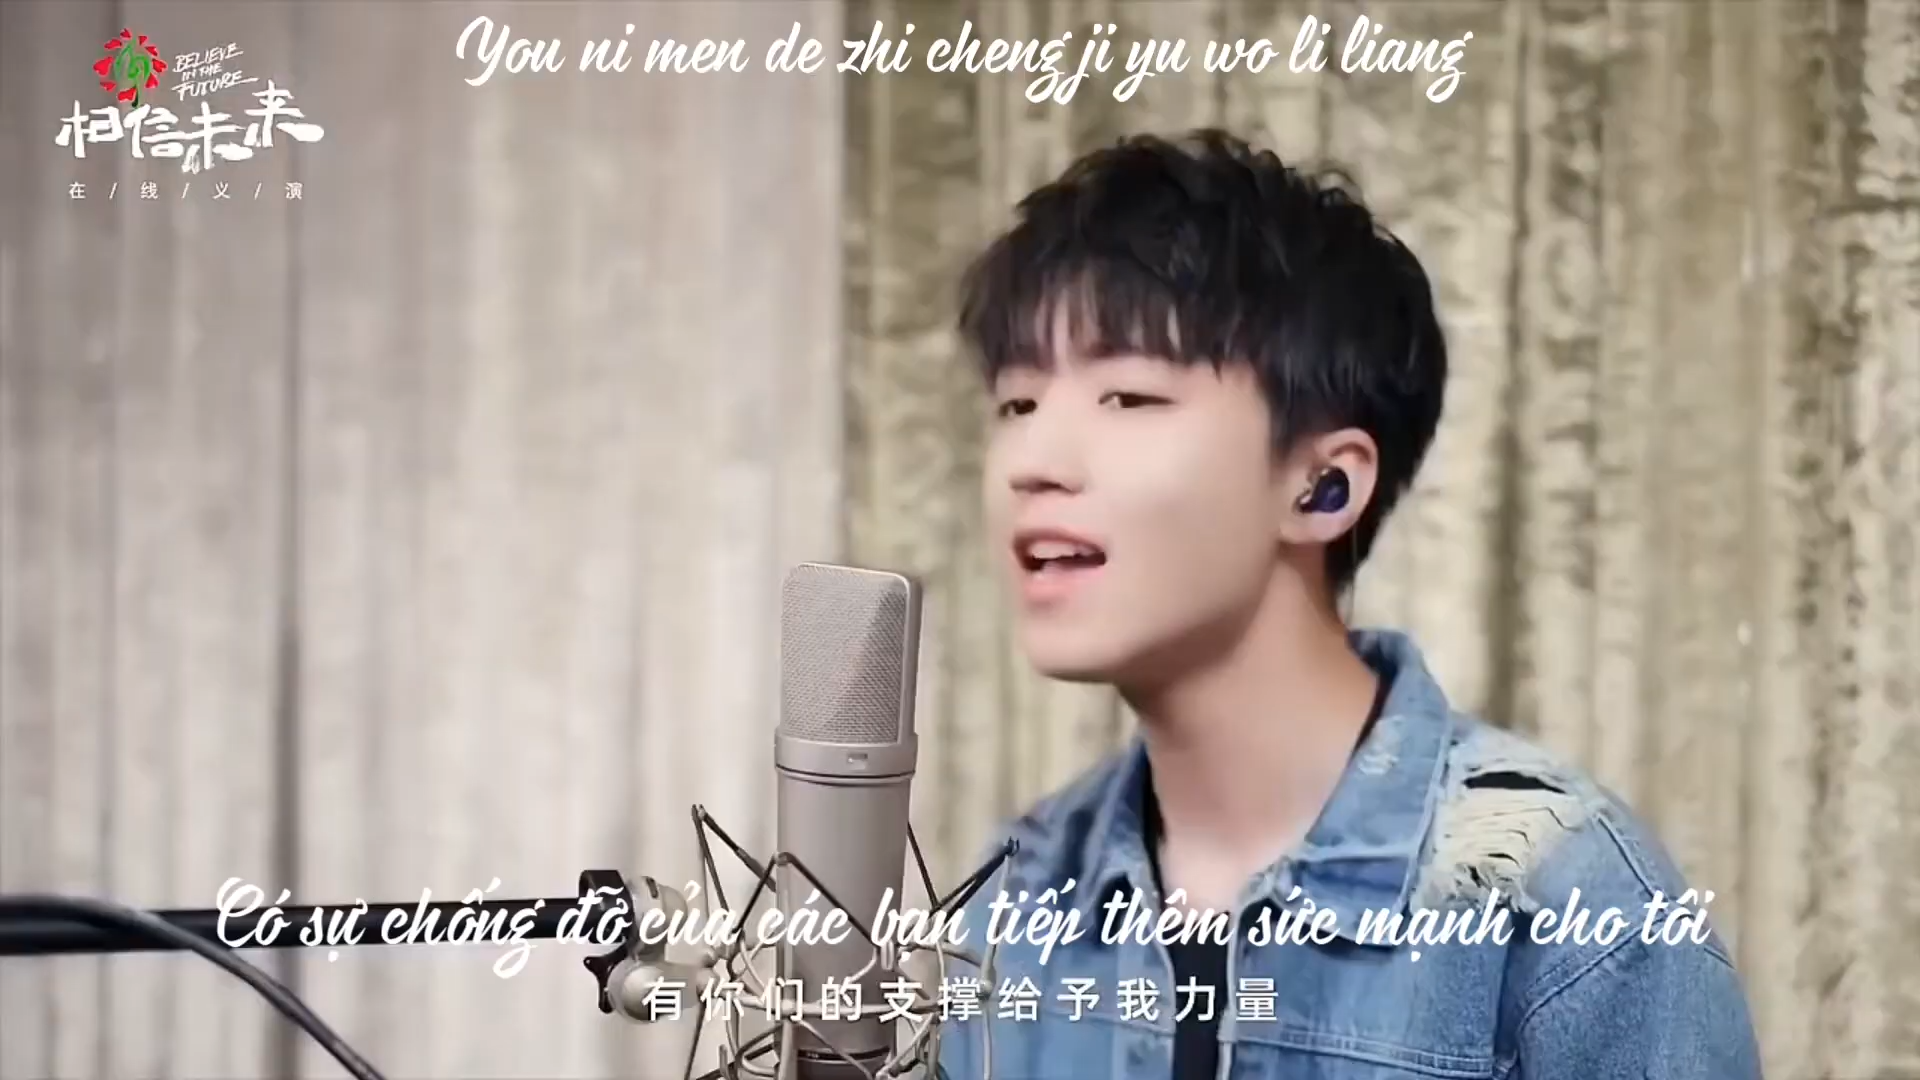 BELIEVE
IN THE
FUTURE
相信未来
在/线/义/演
You ni men de zhi cheng ji yu wo li liang
Có sự chống đỡ của các bạn tiếp thêm sức mạnh cho tôi
有你们的支撑给予我力量